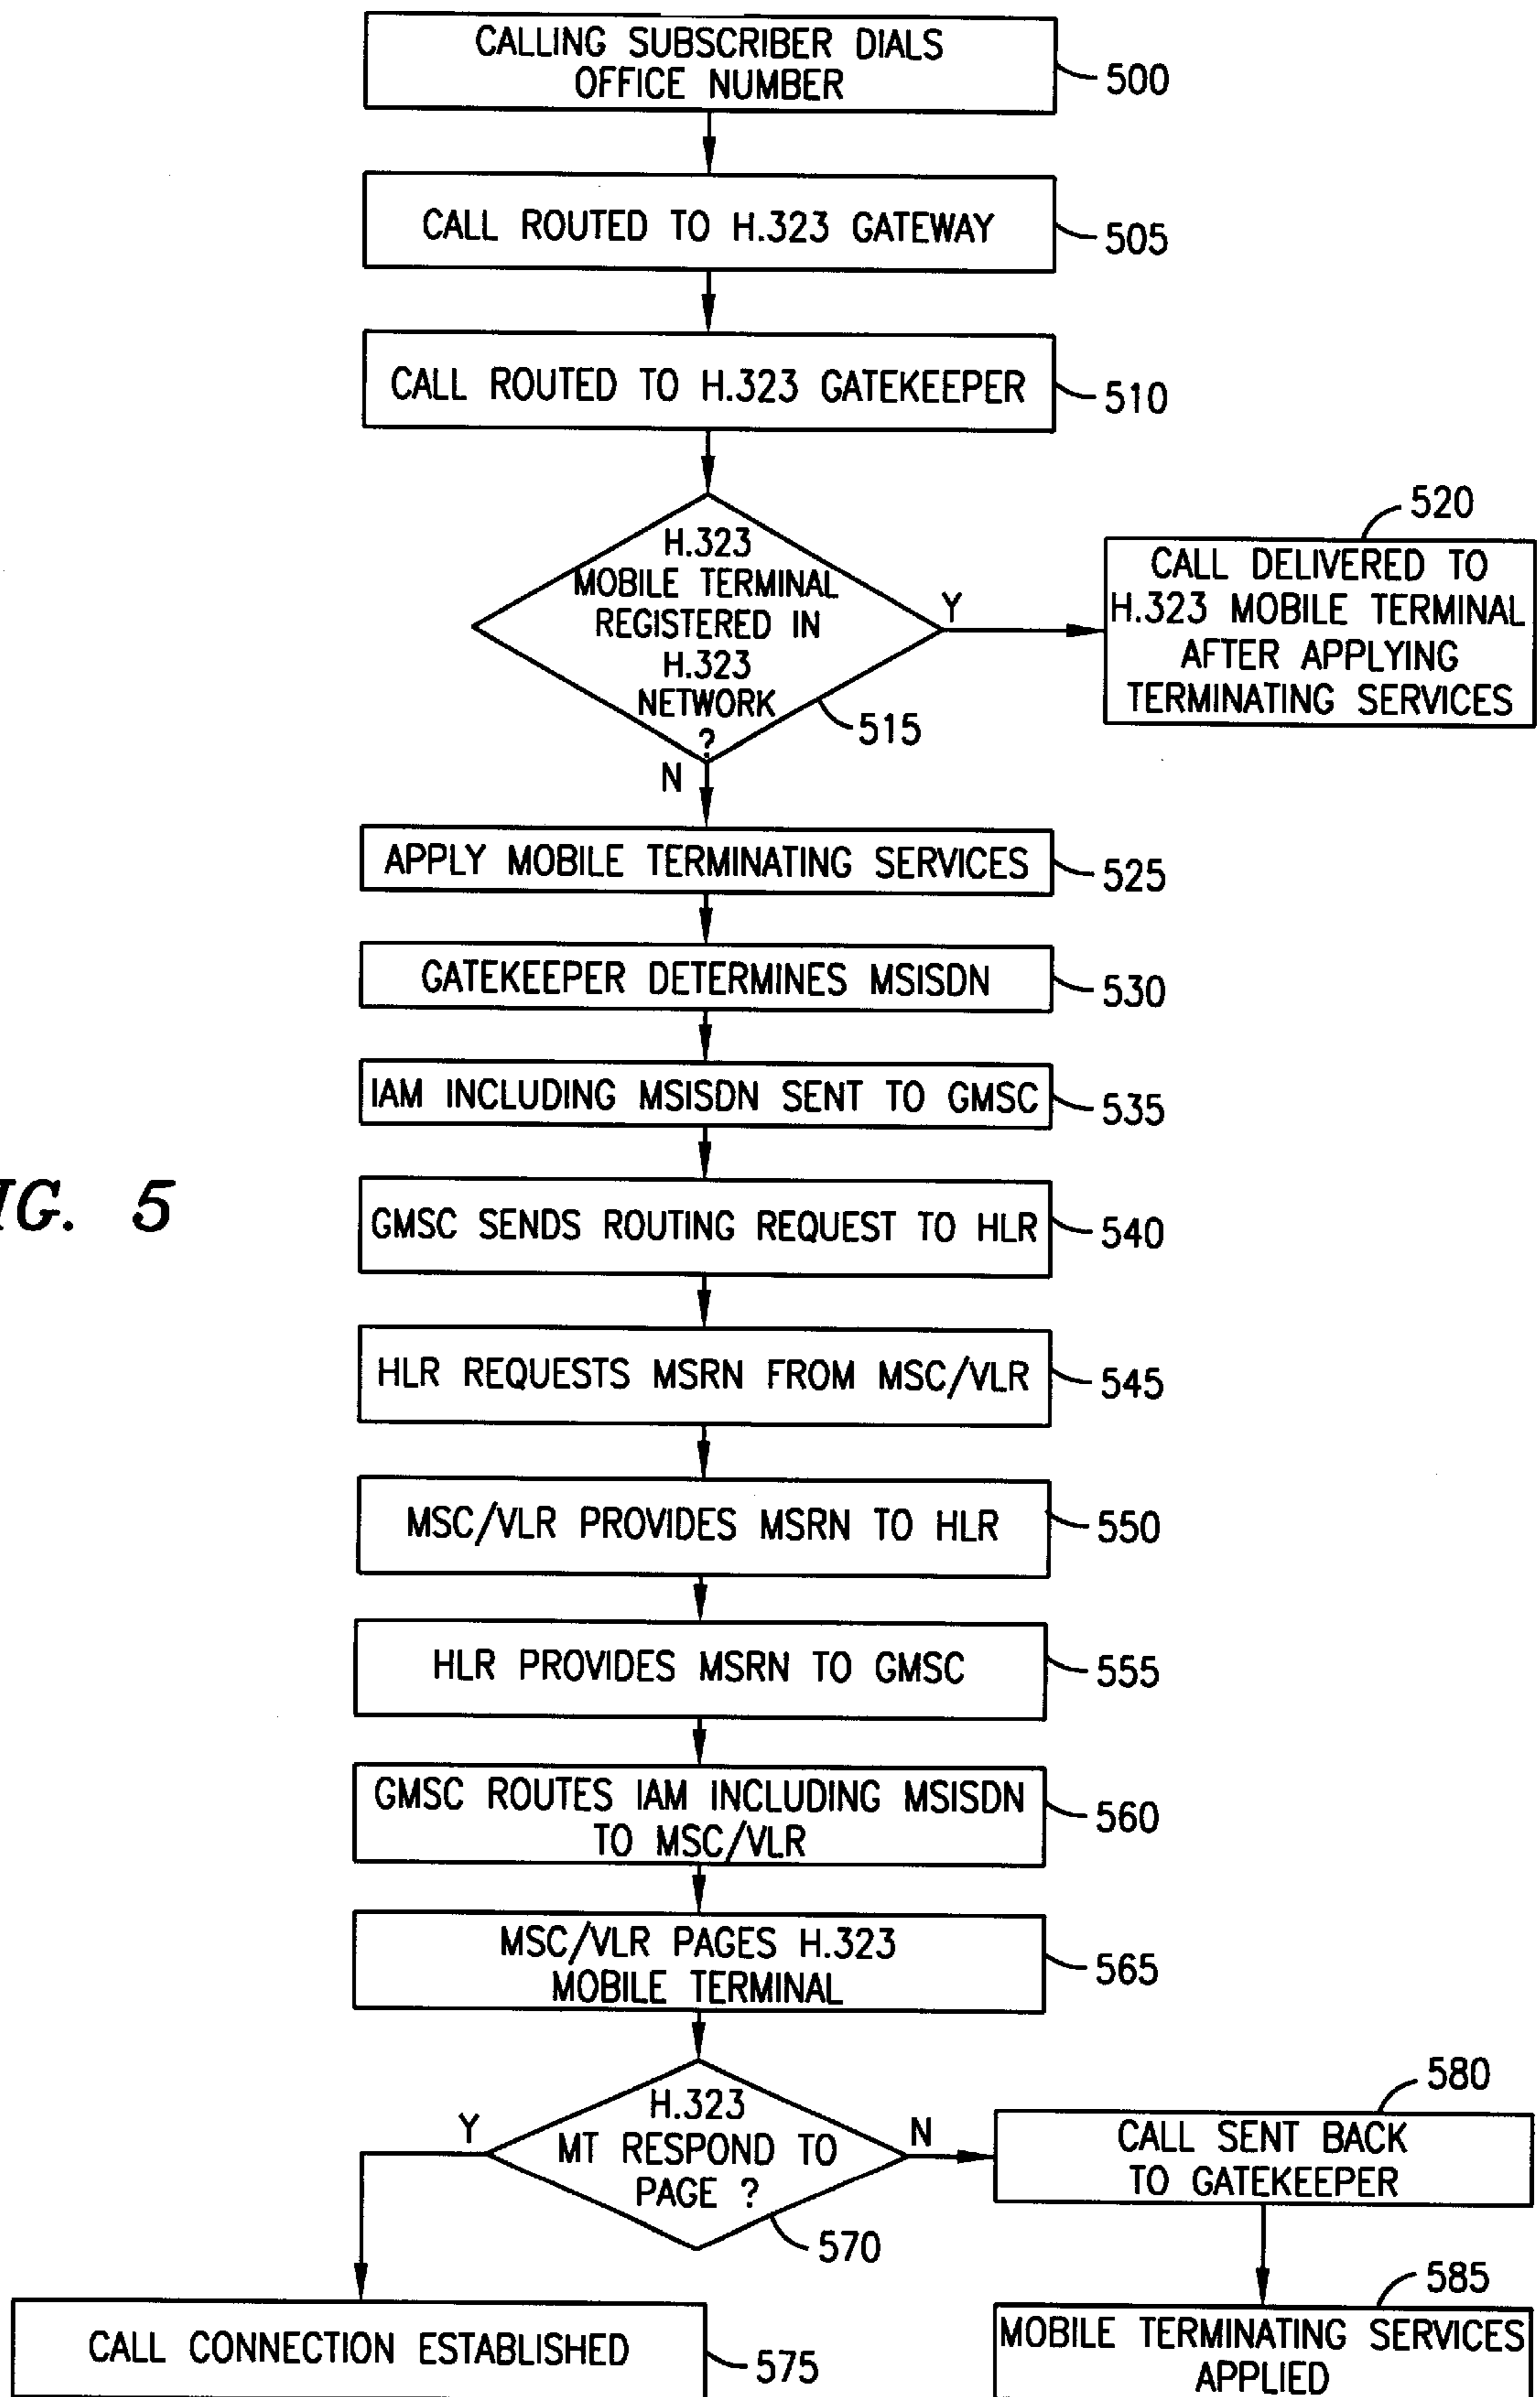 CALLING SUBSCRIBER DIALS
OFFICE NUMBER
500
CALL ROUTED TO H.323 GATEWAY
505
CALL ROUTED TO H.323 GATEKEEPER
510
H.323
MOBILE TERMINAL
REGISTERED IN
H.323
NETWORK
?
515
Y
520
CALL DELIVERED TO
H.323 MOBILE TERMINAL
AFTER APPLYING
TERMINATING SERVICES
N
APPLY MOBILE TERMINATING SERVICES
525
GATEKEEPER DETERMINES MSISDN
530
IAM INCLUDING MSISDN SENT TO GMSC
535
IG. 5
GMSC SENDS ROUTING REQUEST TO HLR
540
HLR REQUESTS MSRN FROM MSC/VLR
545
MSC/VLR PROVIDES MSRN TO HLR
550
HLR PROVIDES MSRN TO GMSC
555
GMSC ROUTES IAM INCLUDING MSISDN
TO MSC/VLR
560
MSC/VLR PAGES H.323
MOBILE TERMINAL
565
H.323
MT RESPOND TO
PAGE ?
570
Y
N
580
CALL SENT BACK
TO GATEKEEPER
CALL CONNECTION ESTABLISHED
575
585
MOBILE TERMINATING SERVICES
APPLIED